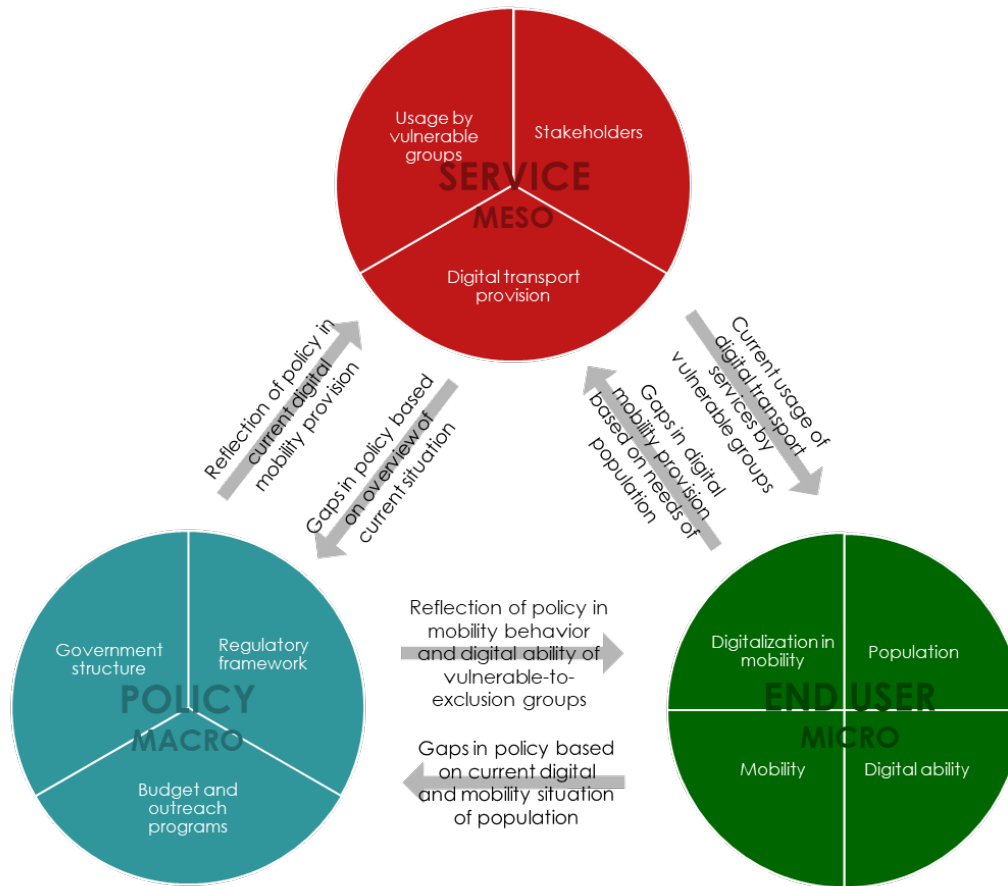 Usage by
vulnerable
groups
Stakeholders
SERVICE
MESO
Digital transport
provision
Reflection of policy in
current digital
mobility provision
Gaps in policy based
on overview of
current situation
Gaps in digital
mobility provision
based on needs of
population
Current usage of
digital transport
services by
vulnerable groups
Government
structure
Regulatory
framework
POLICY
MACRO
Budget and
outreach
programs
Reflection of policy in
mobility behavior
and digital ability of
vulnerable-to-
exclusion groups
Gaps in policy based
on current digital
and mobility situation
of population
Digitalization in
mobility
Population
END USER
MICRO
Mobility
Digital ability